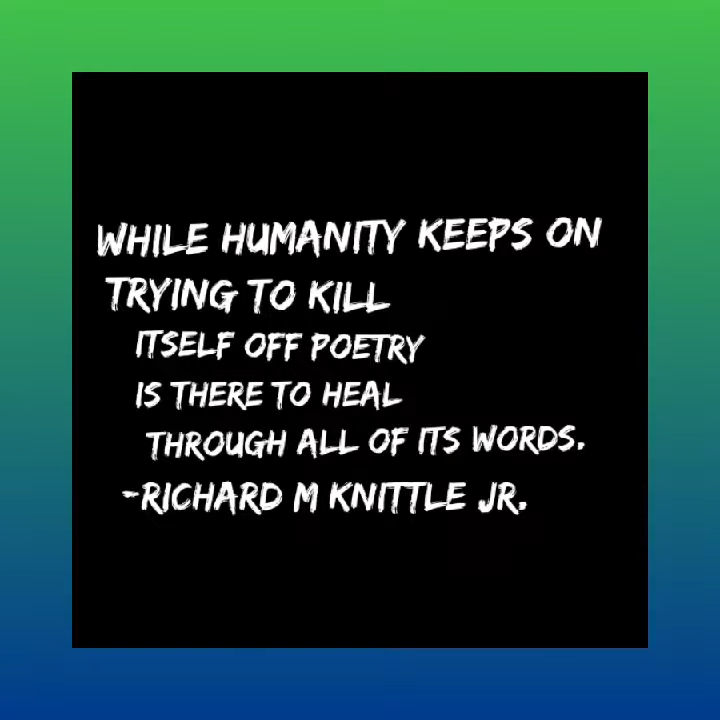 WHILE HUMANITY KEEPS ON
TRYING TO KILL
ITSELF OFF POETRY
IS THERE TO HEAL
THROUGH ALL OF ITS WORDS.
-RICHARD M KNITTLE JR.